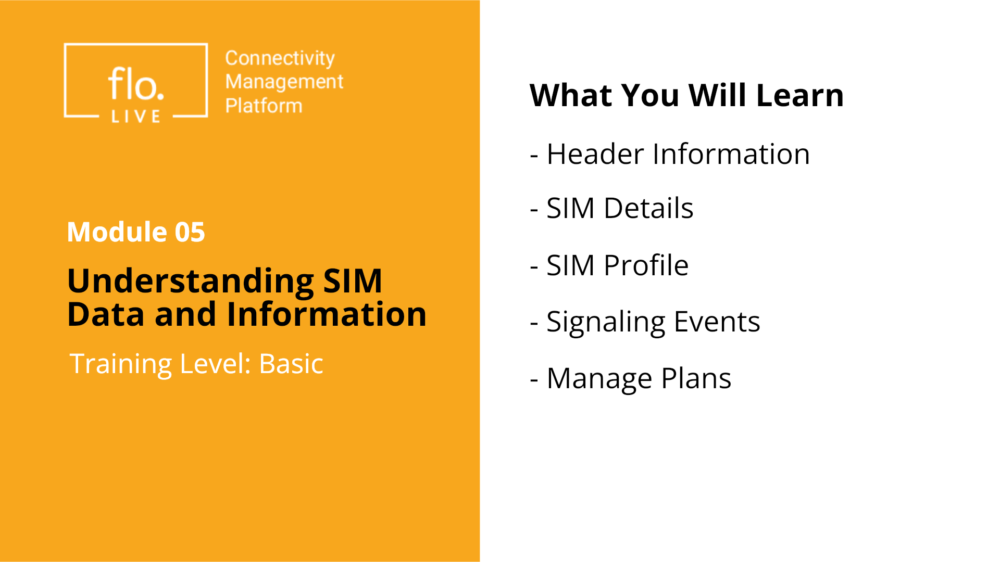 flo.
LIVE
Connectivity
Management
Platform
Module 05
Understanding SIM
Data and Information
Training Level: Basic
What You Will Learn
- Header Information
- SIM Details
- SIM Profile
- Signaling Events
- Manage Plans